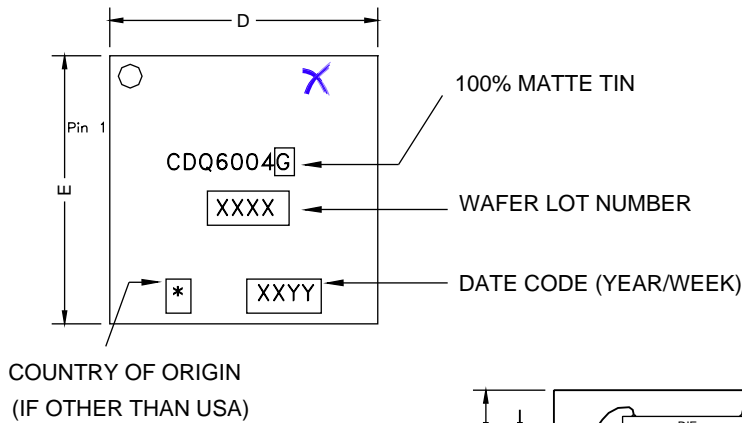 D
100% MATTE TIN
Pin 1
CDQ6004G
E
XXXX
WAFER LOT NUMBER
* XXYY
DATE CODE (YEAR/WEEK)
COUNTRY OF ORIGIN
(IF OTHER THAN USA)